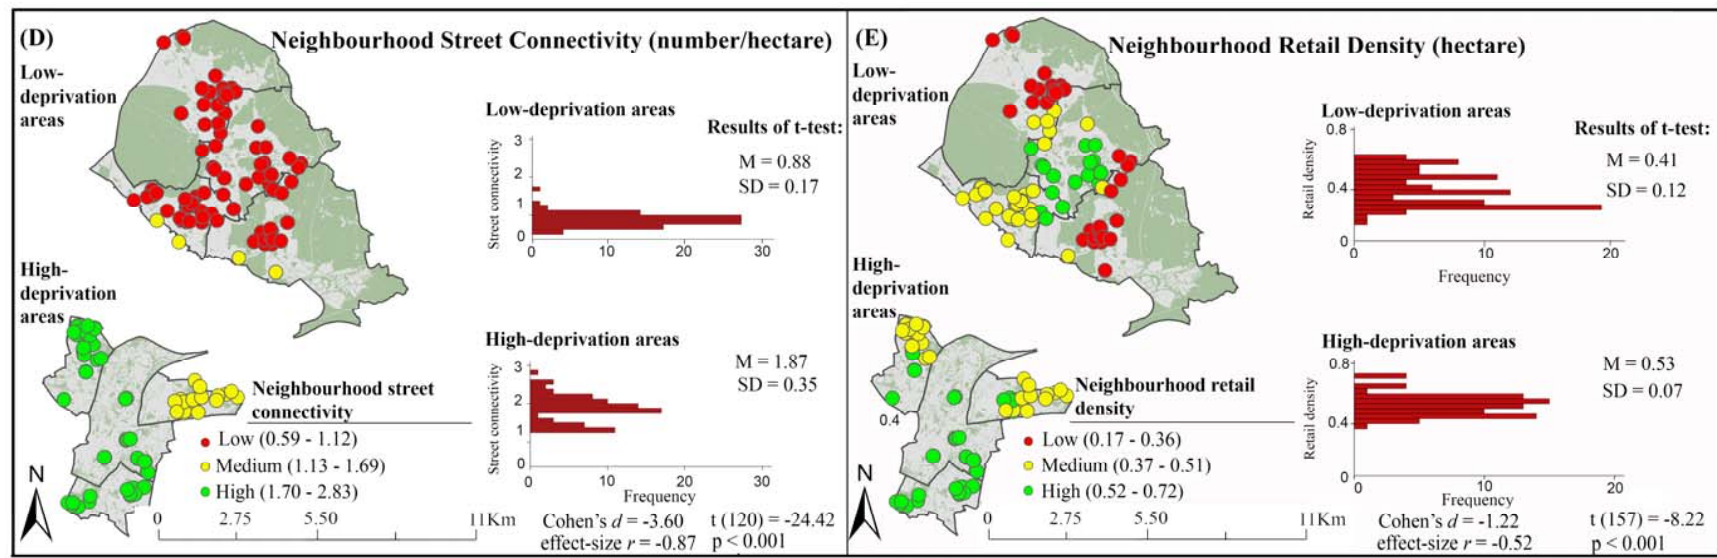 (D)
Neighbourhood Street Connectivity (number/hectare)
Low-
deprivation
areas
Low-deprivation areas
Street connectivity
3
2
1
0
0
10
20
30
Results of t-test:
M = 0.88
SD = 0.17
High-
deprivation
areas
High-deprivation areas
Street connectivity
3
2
1
0
0
10
20
30
Frequency
M = 1.87
SD = 0.35
Neighbourhood street
connectivity
Low (0.59 - 1.12)
Medium (1.13 - 1.69)
High (1.70 - 2.83)
N
0
2.75
5.50
11Km
Cohen's d = -3.60
effect-size r = -0.87
t (120) = -24.42
p < 0.001
(E)
Neighbourhood Retail Density (hectare)
Low-
deprivation
areas
Low-deprivation areas
Retail density
0.8
0.4
0
0
10
20
Frequency
Results of t-test:
M = 0.41
SD = 0.12
High-
deprivation
areas
High-deprivation areas
Retail density
0.8
0.4
0
0
10
20
Frequency
M = 0.53
SD = 0.07
0.4
Neighbourhood retail
density
Low (0.17 - 0.36)
Medium (0.37 - 0.51)
High (0.52 - 0.72)
N
0
2.75
5.50
11Km
Cohen's d = -1.22
effect-size r = -0.52
t (157) = -8.22
p < 0.001